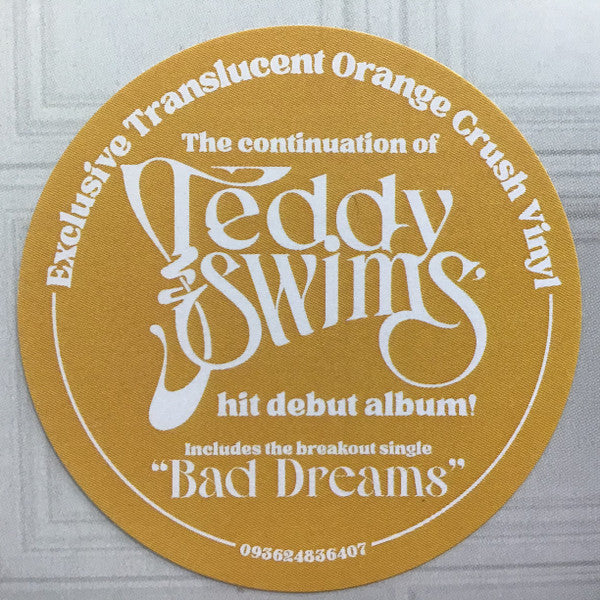 Exclusive Translucent Orange Crush Vinyl
The continuation of
Teddy
Swims'
hit debut album!
Includes the breakout single
“Bad Dreams”
093624836407